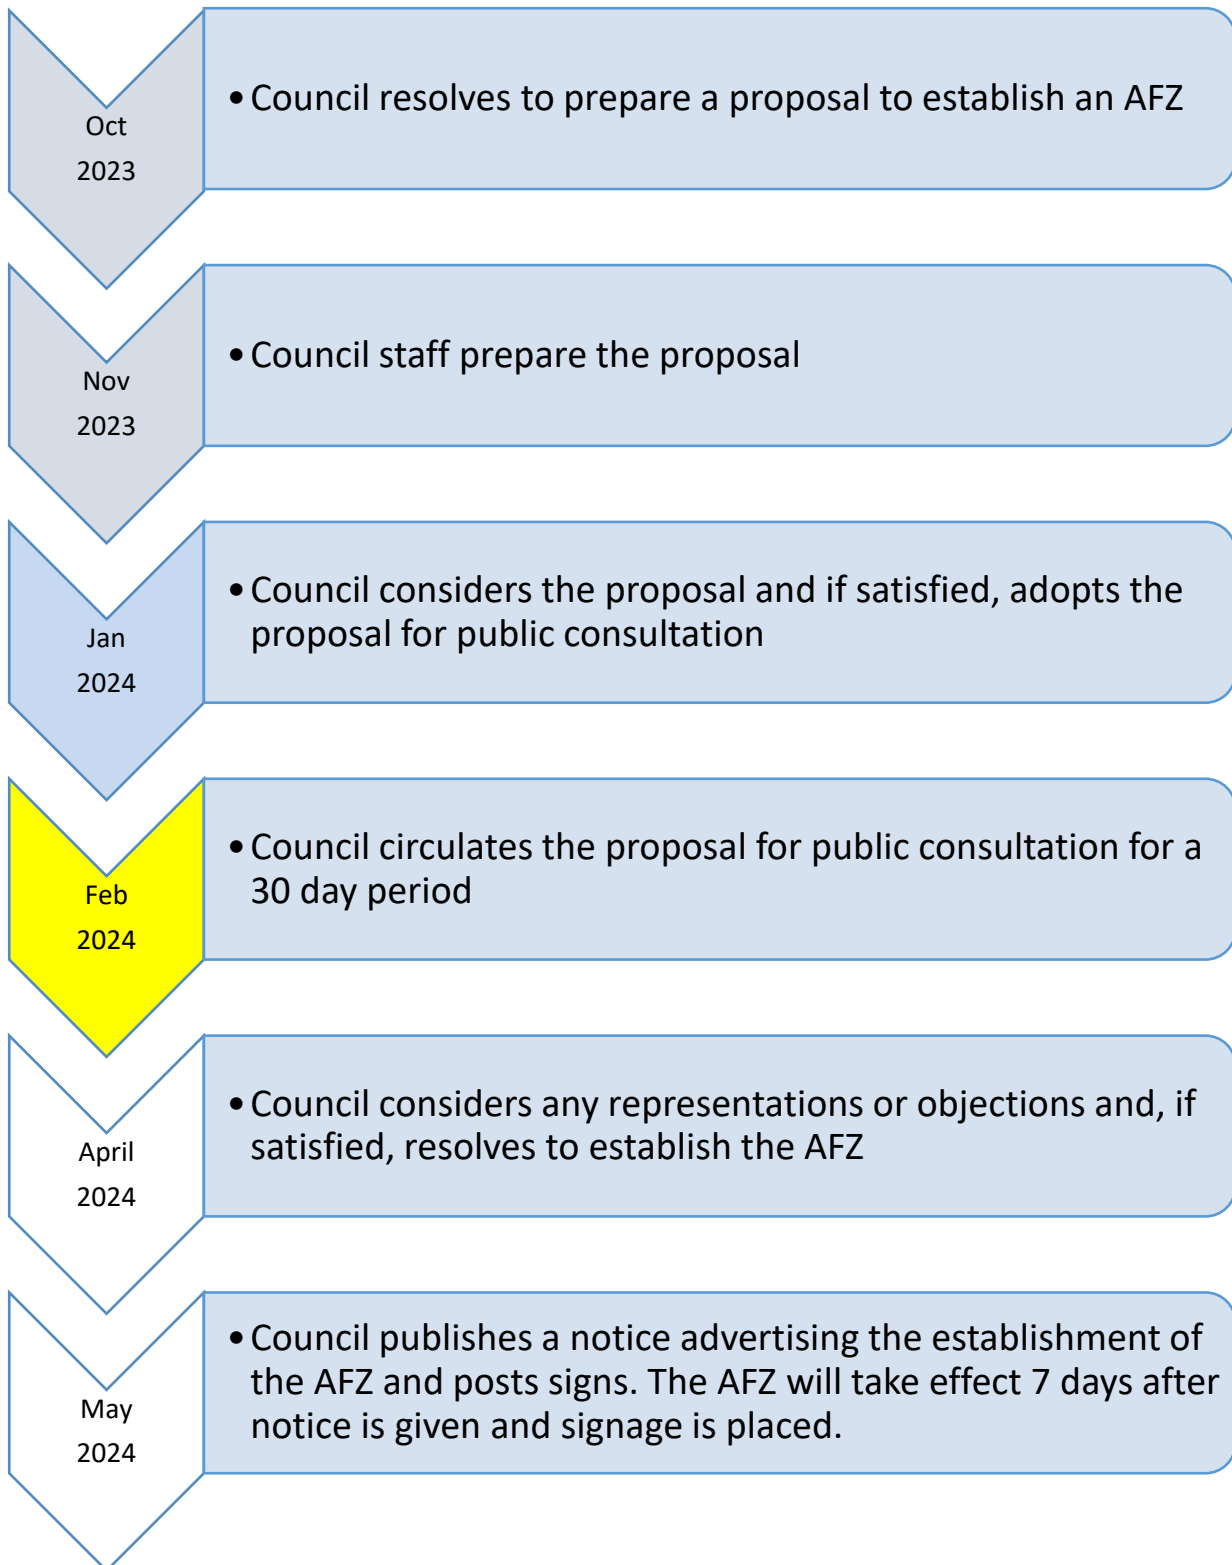 • Council resolves to prepare a proposal to establish an AFZ
Oct
2023
• Council staff prepare the proposal
Nov
2023
• Council considers the proposal and if satisfied, adopts the
proposal for public consultation
Jan
2024
• Council circulates the proposal for public consultation for a
30 day period
Feb
2024
• Council considers any representations or objections and, if
satisfied, resolves to establish the AFZ
April
2024
• Council publishes a notice advertising the establishment of
the AFZ and posts signs. The AFZ will take effect 7 days after
notice is given and signage is placed.
May
2024